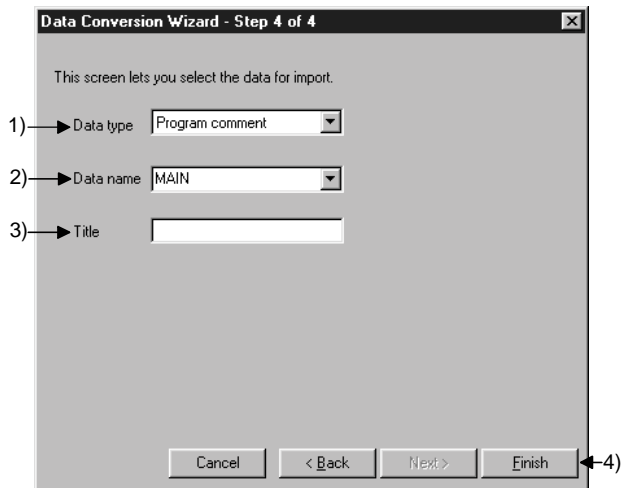 Data Conversion Wizard - Step 4 of 4
This screen lets you select the data for import.
1) Data type Program comment
2) Data name MAIN
3) Title
Cancel < Back Next > Finish 4)